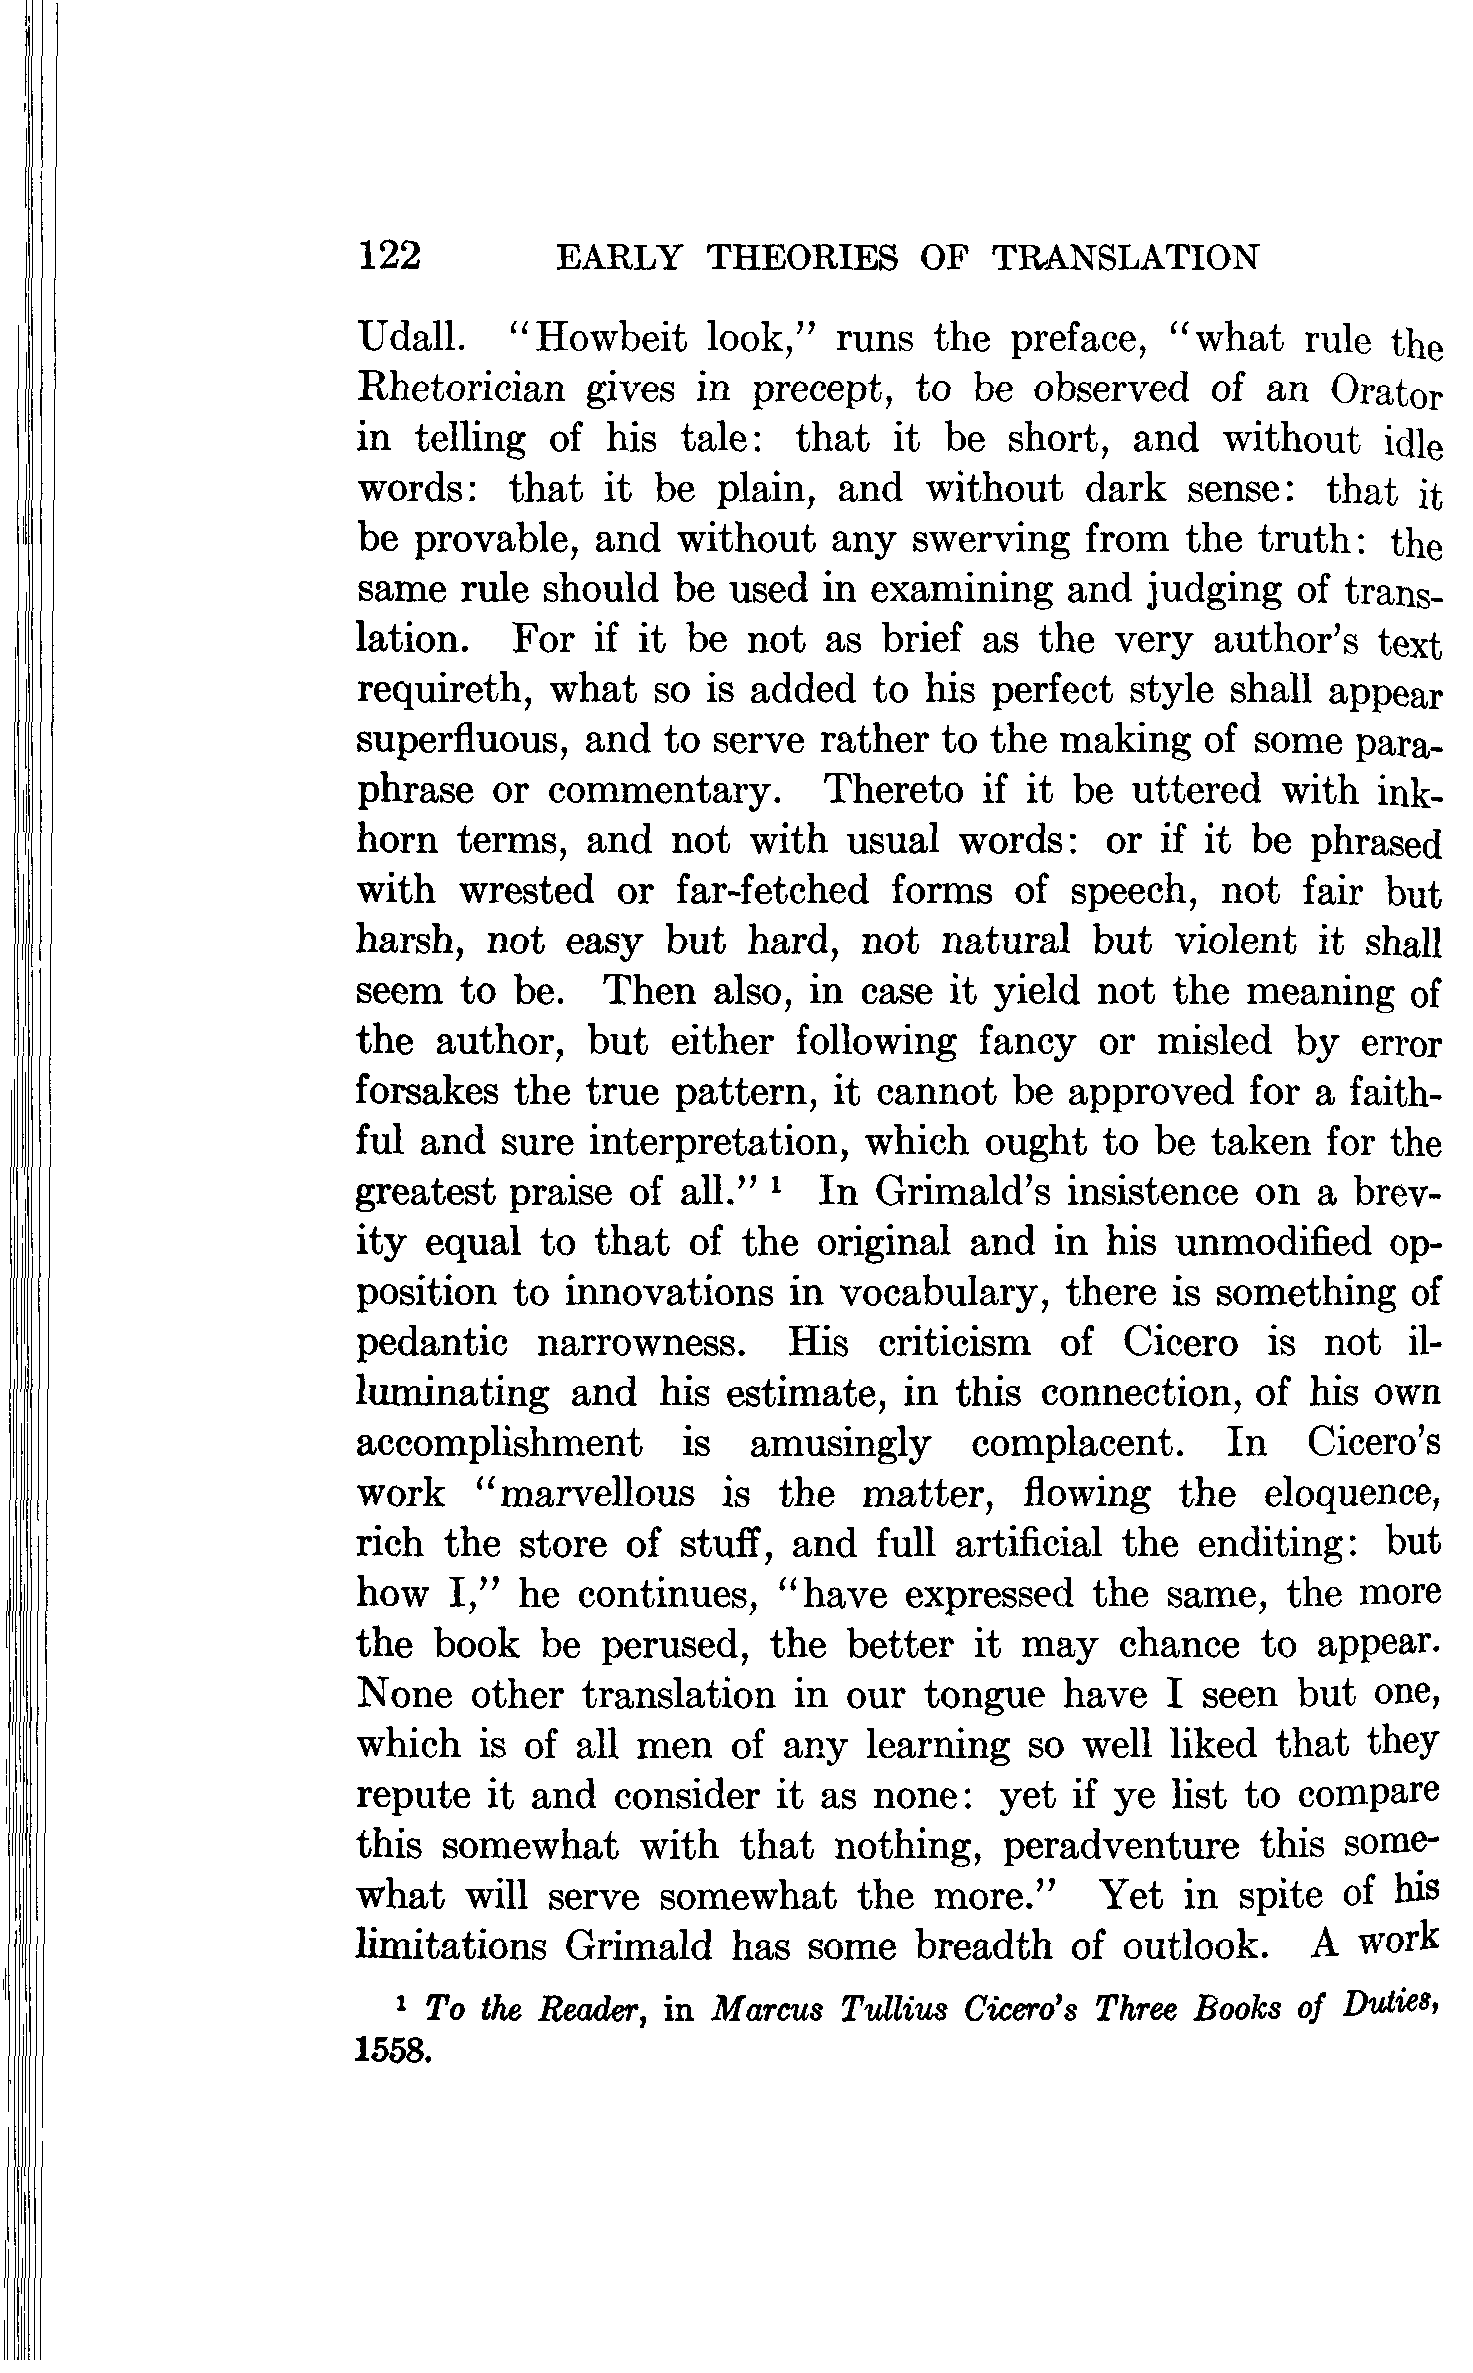 122 EARLY THEORIES OF TRANSLATION
Udall. “Howbeit look,” runs the preface, “what rule the
Rhetorician gives in precept, to be observed of an Orator
in telling of his tale: that it be short, and without idle
words: that it be plain, and without dark sense: that it
be provable, and without any swerving from the truth: the
same rule should be used in examining and judging of trans-
lation. For if it be not as brief as the very author’s text
requireth, what so is added to his perfect style shall appear
superfluous, and to serve rather to the making of some para-
phrase or commentary. Thereto if it be uttered with ink-
horn terms, and not with usual words: or if it be phrased
with wrested or far-fetched forms of speech, not fair but
harsh, not easy but hard, not natural but violent it shall
seem to be. Then also, in case it yield not the meaning of
the author, but either following fancy or misled by error
forsakes the true pattern, it cannot be approved for a faith-
ful and sure interpretation, which ought to be taken for the
greatest praise of all.” ¹ In Grimald’s insistence on a brev-
ity equal to that of the original and in his unmodified op-
position to innovations in vocabulary, there is something of
pedantic narrowness. His criticism of Cicero is not il-
luminating and his estimate, in this connection, of his own
accomplishment is amusingly complacent. In Cicero’s
work “marvellous is the matter, flowing the eloquence,
rich the store of stuff, and full artificial the enditing: but
how I,” he continues, “have expressed the same, the more
the book be perused, the better it may chance to appear.
None other translation in our tongue have I seen but one,
which is of all men of any learning so well liked that they
repute it and consider it as none: yet if ye list to compare
this somewhat with that nothing, peradventure this some-
what will serve somewhat the more.” Yet in spite of his
limitations Grimald has some breadth of outlook. A work
¹ To the Reader, in Marcus Tullius Cicero’s Three Books of Duties,
1558.